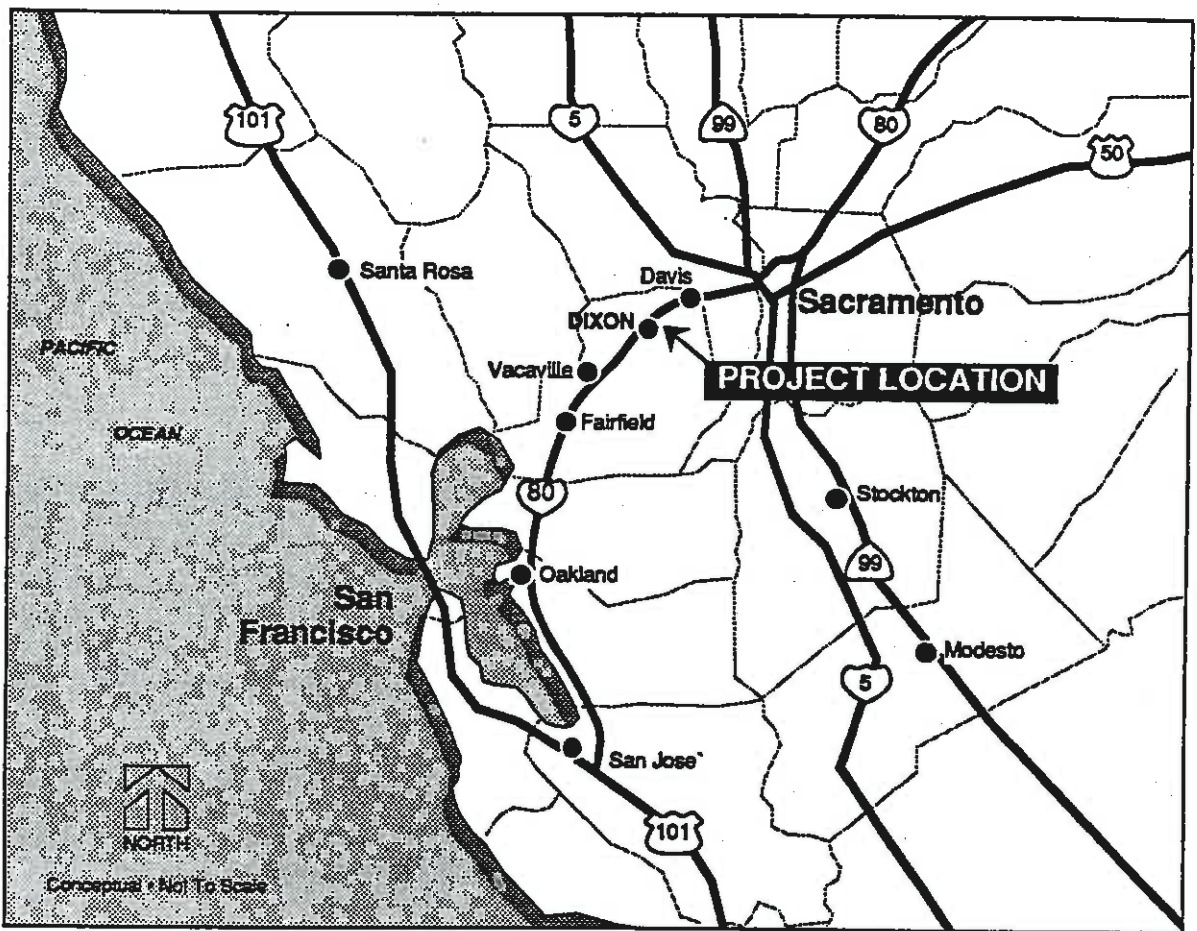 101
5
99
80
50
Santa Rosa
Davis
Sacramento
DIXON
PACIFIC
Vacaville
PROJECT LOCATION
Fairfield
OCEAN
80
Stockton
99
Oakland
San
Francisco
Modesto
5
San Jose`
101
NORTH
Conceptual • Not To Scale